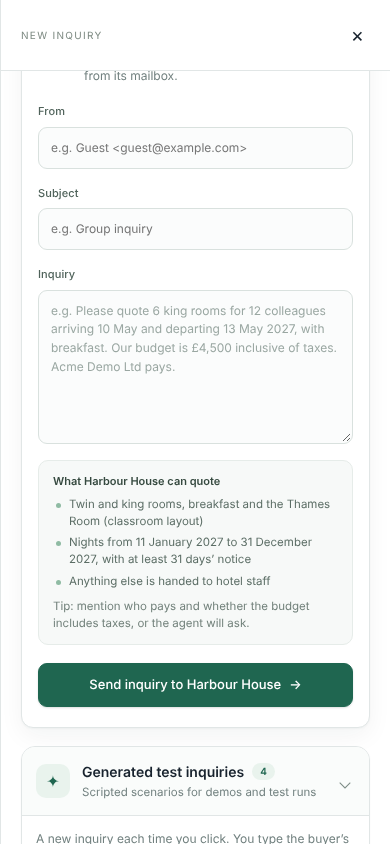 NEW INQUIRY
from its mailbox.
From
e.g. Guest <guest@example.com>
Subject
e.g. Group inquiry
Inquiry
e.g. Please quote 6 king rooms for 12 colleagues
arriving 10 May and departing 13 May 2027, with
breakfast. Our budget is £4,500 inclusive of taxes.
Acme Demo Ltd pays.
What Harbour House can quote
Twin and king rooms, breakfast and the Thames
Room (classroom layout)
Nights from 11 January 2027 to 31 December
2027, with at least 31 days’ notice
Anything else is handed to hotel staff
Tip: mention who pays and whether the budget
includes taxes, or the agent will ask.
Send inquiry to Harbour House →
Generated test inquiries 4
Scripted scenarios for demos and test runs
A new inquiry each time you click. You type the buyer’s